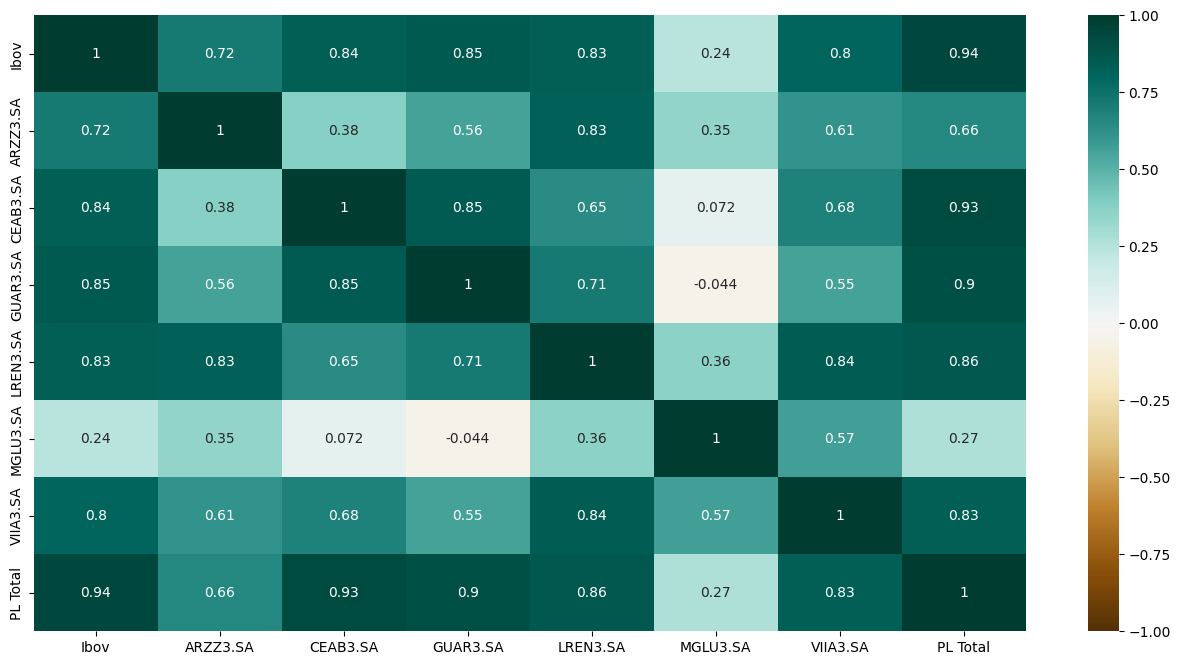 Ibov 1 0.72 0.84 0.85 0.83 0.24 0.8 0.94
ARZZ3.SA 0.72 1 0.38 0.56 0.83 0.35 0.61 0.66
CEAB3.SA 0.84 0.38 1 0.85 0.65 0.072 0.68 0.93
GUAR3.SA 0.85 0.56 0.85 1 0.71 -0.044 0.55 0.9
LREN3.SA 0.83 0.83 0.65 0.71 1 0.36 0.84 0.86
MGLU3.SA 0.24 0.35 0.072 -0.044 0.36 1 0.57 0.27
VIIA3.SA 0.8 0.61 0.68 0.55 0.84 0.57 1 0.83
PL Total 0.94 0.66 0.93 0.9 0.86 0.27 0.83 1
Ibov ARZZ3.SA CEAB3.SA GUAR3.SA LREN3.SA MGLU3.SA VIIA3.SA PL Total
1.00
0.75
0.50
0.25
0.00
−0.25
−0.50
−0.75
−1.00